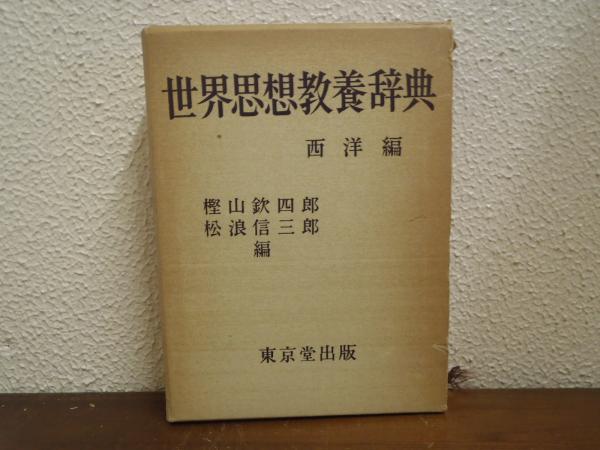 世界思想教養辞典
西洋編
樫山欽四郎
松浪信三郎
編
東京堂出版